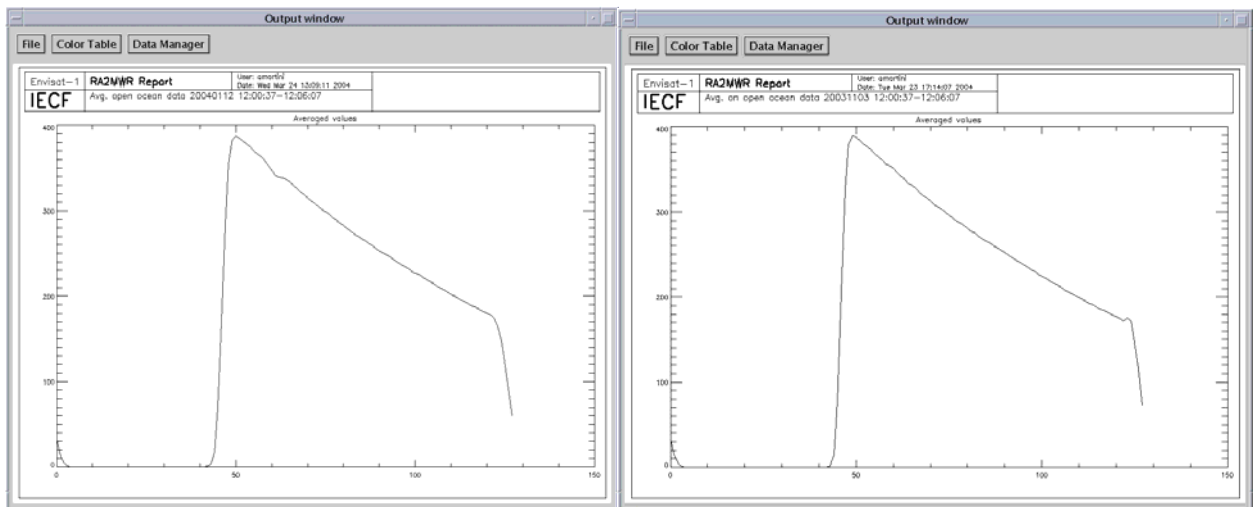 Output window
File Color Table Data Manager
Envisat-1 RA2MWR Report User: amartini
Date: Wed Mar 24 13:09:11 2004
IECF Avg. open ocean data 20040112 12:00:37-12:06:07
Averaged values
400
300
200
100
0
0 50 100 150
Output window
File Color Table Data Manager
Envisat-1 RA2MWR Report User: amartini
Date: Tue Mar 23 17:14:07 2004
IECF Avg. on open ocean data 20031103 12:00:37-12:06:07
Averaged values
400
300
200
100
0
0 50 100 150